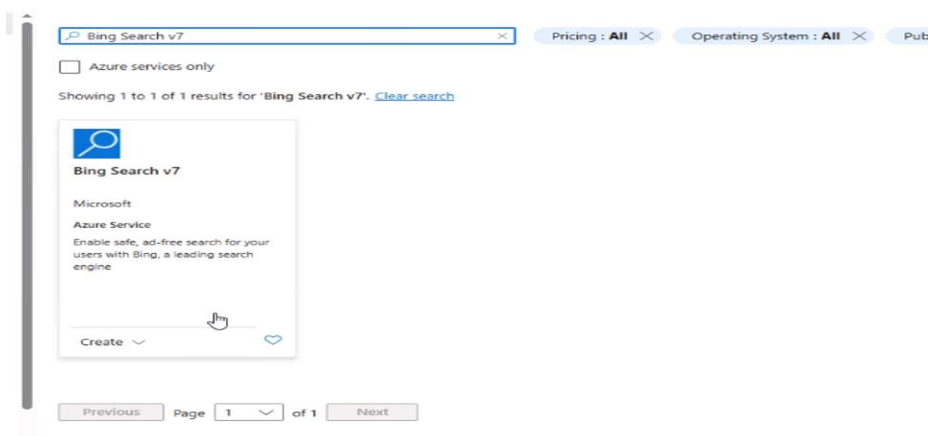 Bing Search v7
Pricing : All
Operating System : All
Pub
Azure services only
Showing 1 to 1 of 1 results for 'Bing Search v7'. Clear search
Bing Search v7
Microsoft
Azure Service
Enable safe, ad-free search for your
users with Bing, a leading search
engine
Create
Previous Page 1 of 1 Next